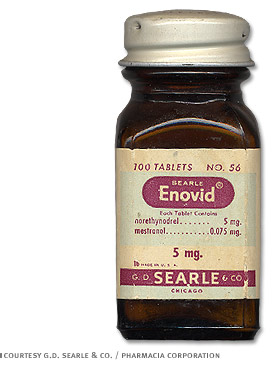 100 TABLETS NO. 56
SEARLE
Enovid®
Each Tablet Contains
norethynodrel....... 5 mg.
mestranol..........0.075 mg.
5 mg.
lb MADE IN U.S.A.
G.D. SEARLE & CO.
CHICAGO
COURTESY G.D. SEARLE & CO. / PHARMACIA CORPORATION